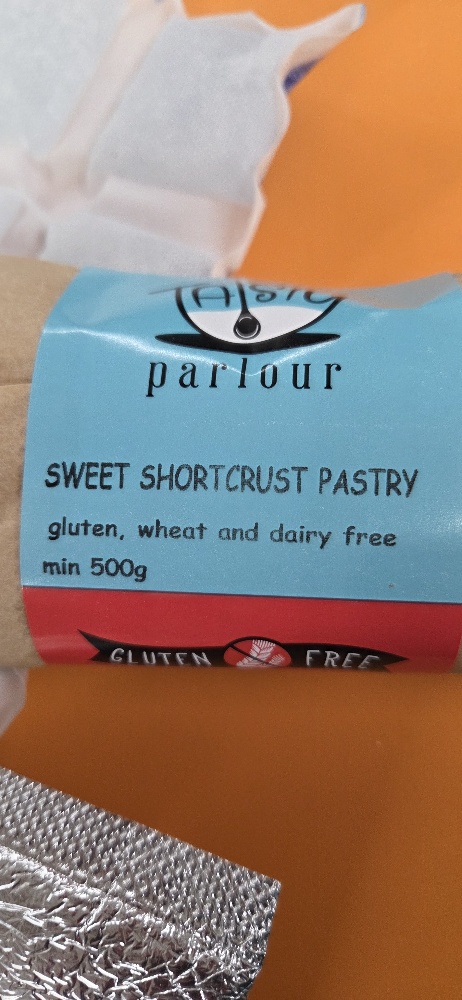 parlour
SWEET SHORTCRUST PASTRY
gluten, wheat and dairy free
min 500g
GLUTEN FREE